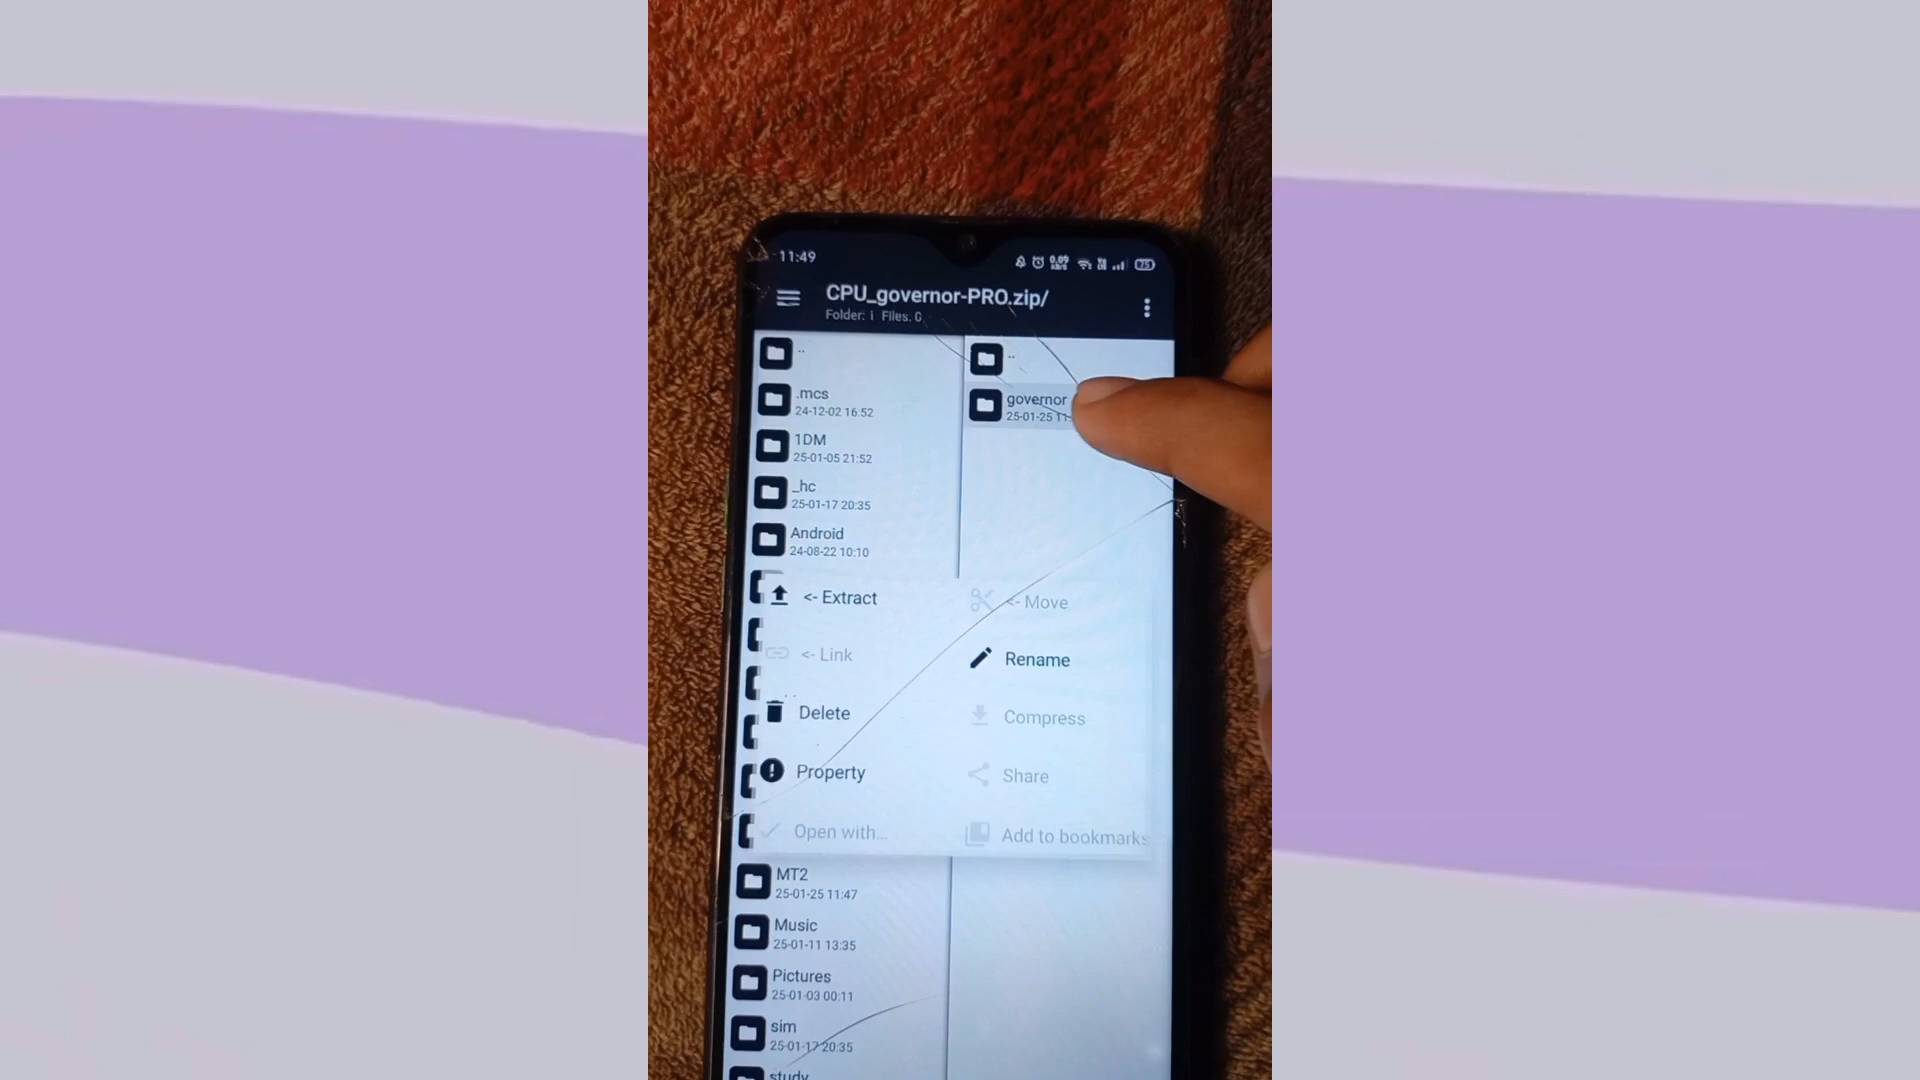 11:49
0.09
KB/S
75
CPU_governor-PRO.zip/
Folder: 1 Files: 0
..
.mcs
24-12-02 16:52
1DM
25-01-05 21:52
_hc
25-01-17 20:35
Android
24-08-22 10:10
..
governor
25-01-25 11:
<- Extract
<- Move
<- Link
Rename
Delete
Compress
Property
Share
Open with...
Add to bookmarks
MT2
25-01-25 11:47
Music
25-01-11 13:35
Pictures
25-01-03 00:11
sim
25-01-17 20:35
study